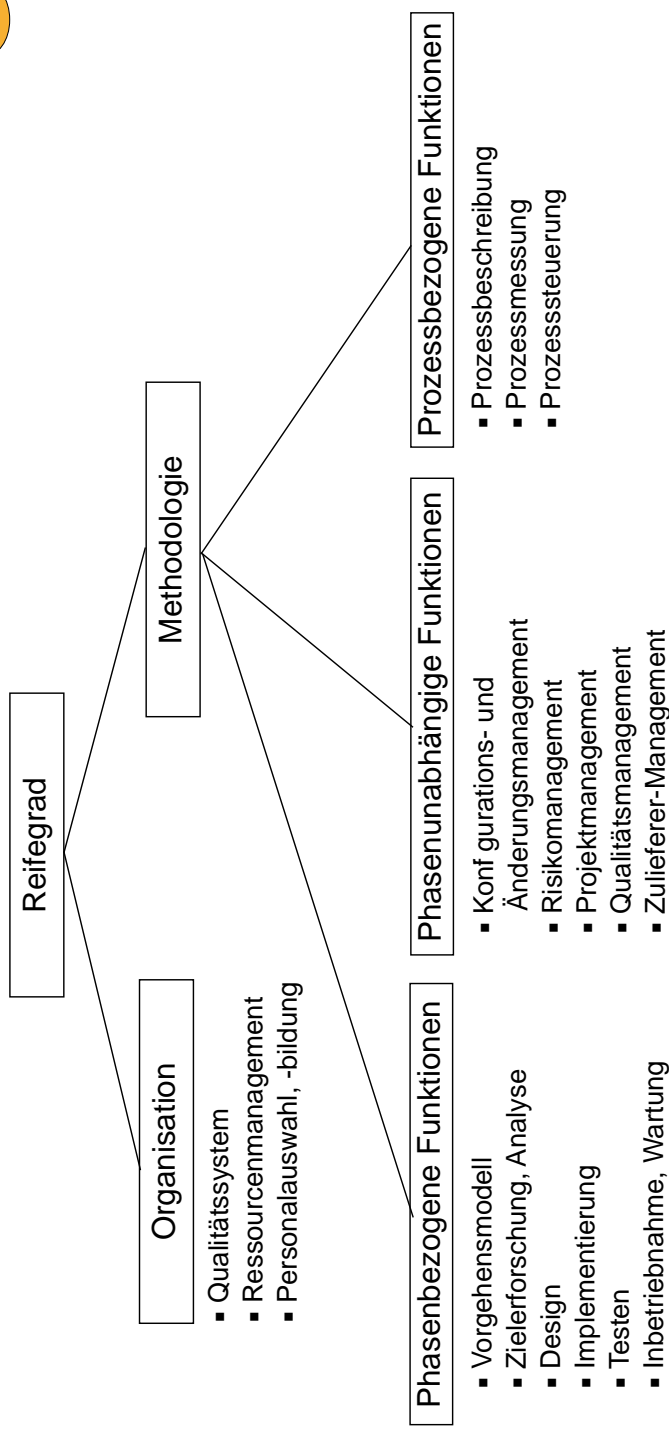 Reifegrad
Organisation
▪ Qualitätssystem
▪ Ressourcenmanagement
▪ Personalauswahl, -bildung
Methodologie
Phasenbezogene Funktionen
▪ Vorgehensmodell
▪ Zielerforschung, Analyse
▪ Design
▪ Implementierung
▪ Testen
▪ Inbetriebnahme, Wartung
Phasenunabhängige Funktionen
▪ Konf gurations- und
Änderungsmanagement
▪ Risikomanagement
▪ Projektmanagement
▪ Qualitätsmanagement
▪ Zulieferer-Management
Prozessbezogene Funktionen
▪ Prozessbeschreibung
▪ Prozessmessung
▪ Prozesssteuerung